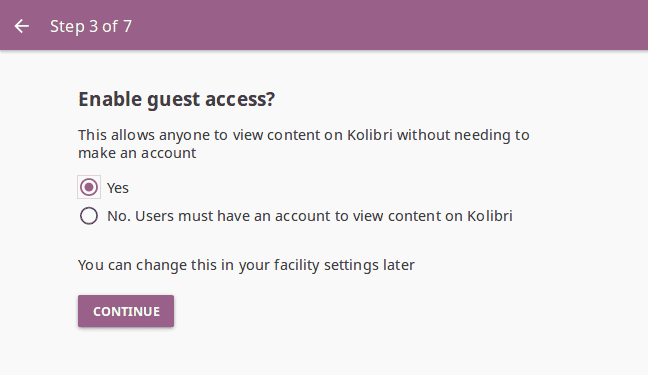 Step 3 of 7
Enable guest access?
This allows anyone to view content on Kolibri without needing to
make an account
Yes
No. Users must have an account to view content on Kolibri
You can change this in your facility settings later
CONTINUE